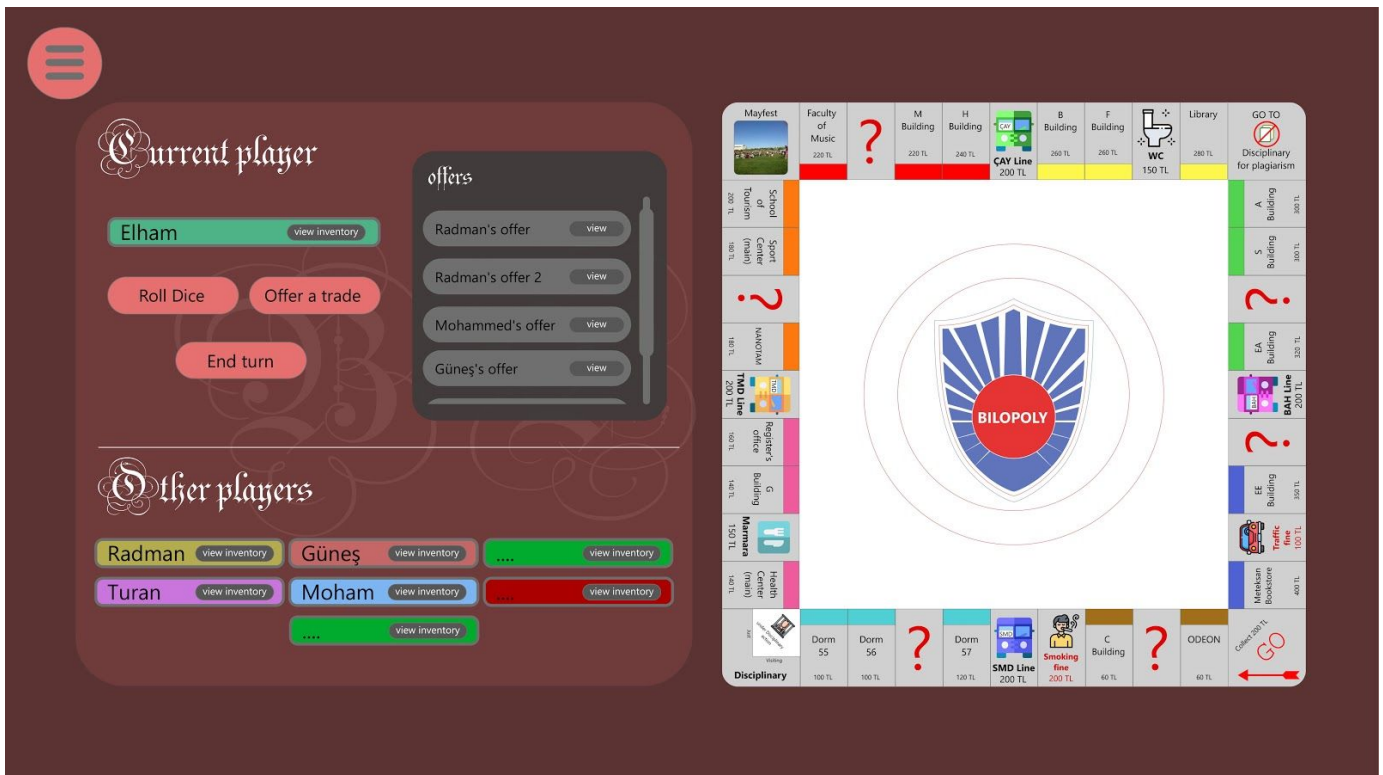 Current player
Elham
view inventory
Roll Dice
Offer a trade
End turn
offers
Radman's offer
view
Radman's offer 2
view
Mohammed's offer
view
Güneş's offer
view
Other players
Radman
view inventory
Güneş
view inventory
....
view inventory
Turan
view inventory
Moham
view inventory
....
view inventory
....
view inventory
Mayfest
Faculty
of
Music
220 TL
?
M
Building
220 TL
H
Building
240 TL
ÇAY
ÇAY Line
200 TL
B
Building
260 TL
F
Building
260 TL
WC
150 TL
Library
280 TL
GO TO
Disciplinary
for plagiarism
School
of
Tourism
200 TL
Sport
Center
(main)
180 TL
?
NANOTAM
180 TL
TMD
TMD Line
200 TL
Register's
office
160 TL
G
Building
140 TL
Marmara
150 TL
Health
Center
(main)
140 TL
A
Building
300 TL
S
Building
300 TL
?
EA
Building
320 TL
BAH
BAH Line
200 TL
?
EE
Building
350 TL
Traffic
fine
100 TL
Meteksan
Bookstore
400 TL
BILOPOLY
Just
under Disciplinary
action
Visiting
Disciplinary
Dorm
55
100 TL
Dorm
56
100 TL
?
Dorm
57
120 TL
SMD
SMD Line
200 TL
Smoking
fine
200 TL
C
Building
60 TL
?
ODEON
60 TL
Collect 200 TL
GO